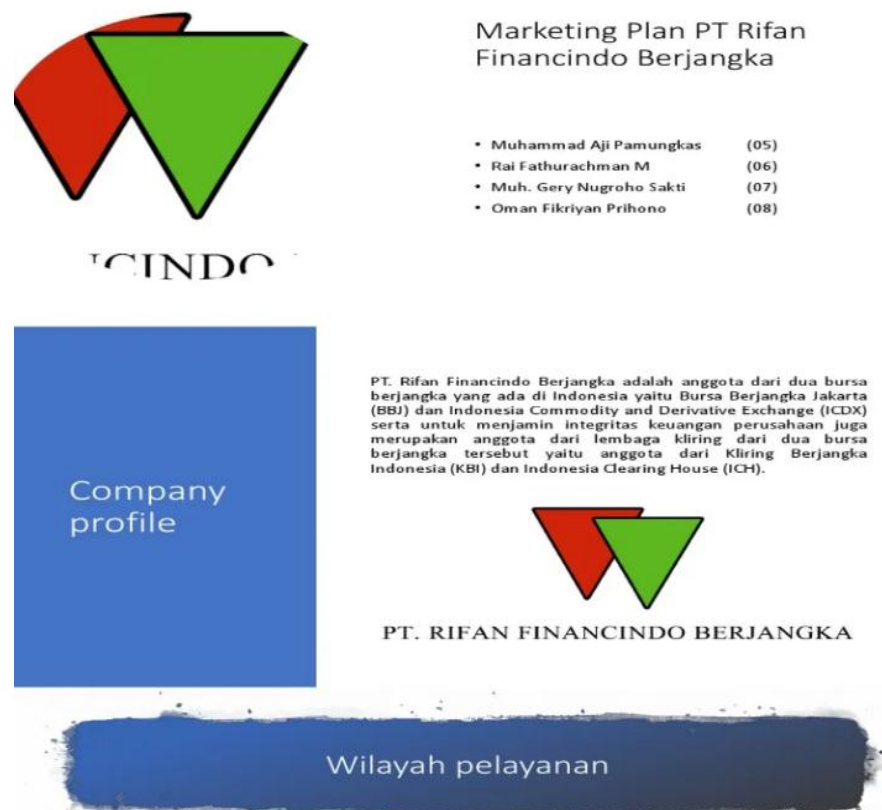 Marketing Plan PT Rifan
Financindo Berjangka
• Muhammad Aji Pamungkas (05)
• Rai Fathurachman M (06)
• Muh. Gery Nugroho Sakti (07)
• Oman Fikriyan Prihono (08)
CINDO
Company
profile
PT. Rifan Financindo Berjangka adalah anggota dari dua bursa
berjangka yang ada di Indonesia yaitu Bursa Berjangka Jakarta
(BBJ) dan Indonesia Commodity and Derivative Exchange (ICDX)
serta untuk menjamin integritas keuangan perusahaan juga
merupakan anggota dari lembaga kliring dari dua bursa
berjangka tersebut yaitu anggota dari Kliring Berjangka
Indonesia (KBI) dan Indonesia Clearing House (ICH).
PT. RIFAN FINANCINDO BERJANGKA
Wilayah pelayanan